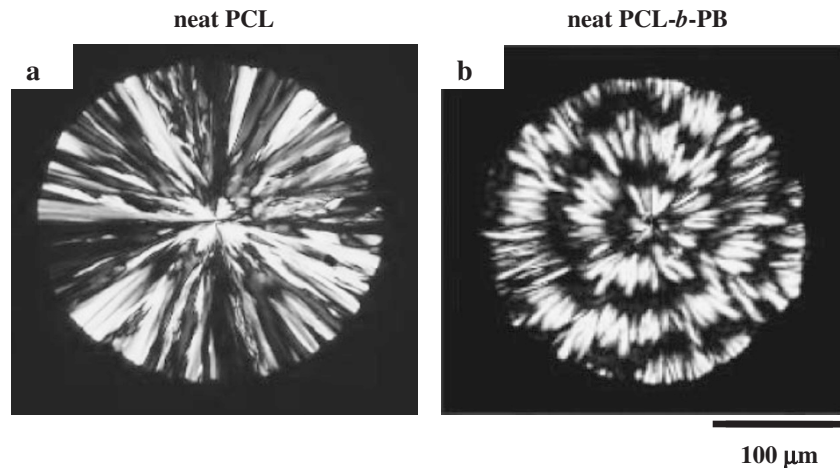 neat PCL
neat PCL-b-PB
a
b
100 μm